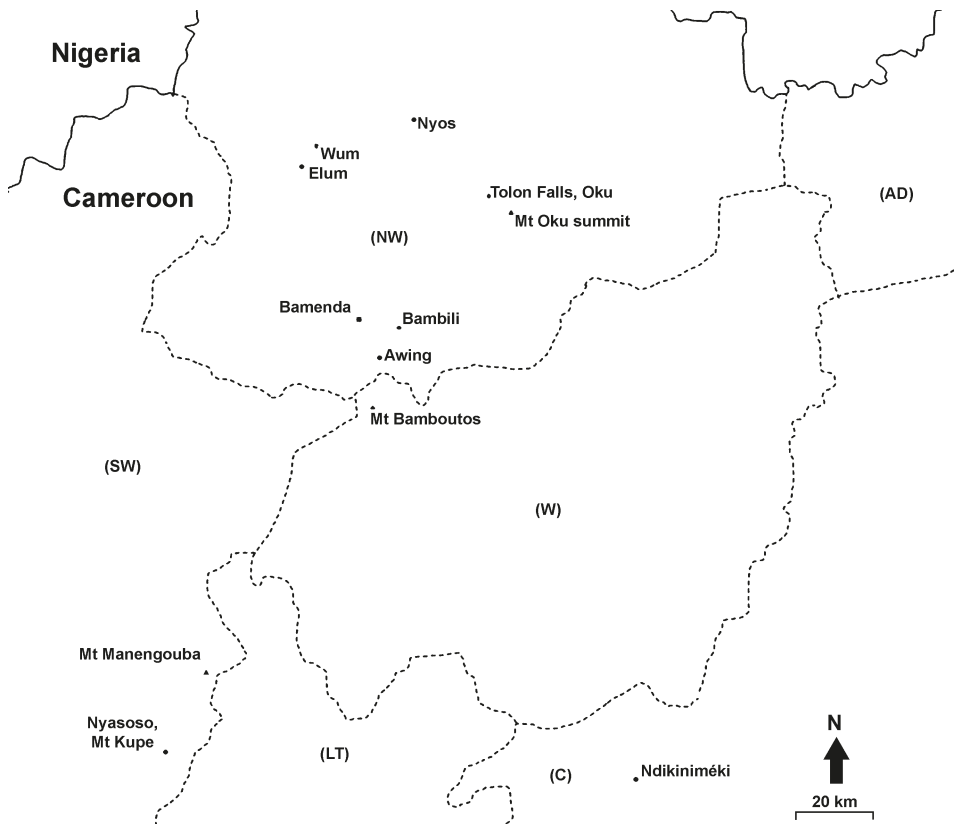 Nigeria
Nyos
Wum
Elum
Cameroon
Tolon Falls, Oku
(AD)
Mt Oku summit
(NW)
Bamenda
Bambili
Awing
Mt Bamboutos
(SW)
(W)
Mt Manengouba
Nyasoso,
Mt Kupe
N
(LT)
(C)
Ndikiniméki
20 km